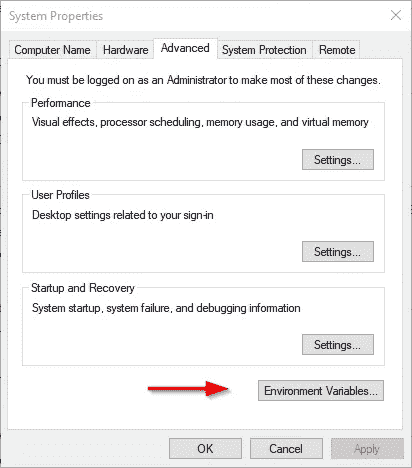 System Properties
Computer Name Hardware Advanced System Protection Remote
You must be logged on as an Administrator to make most of these changes.
Performance
Visual effects, processor scheduling, memory usage, and virtual memory
Settings...
User Profiles
Desktop settings related to your sign-in
Settings...
Startup and Recovery
System startup, system failure, and debugging information
Settings...
Environment Variables...
OK Cancel Apply